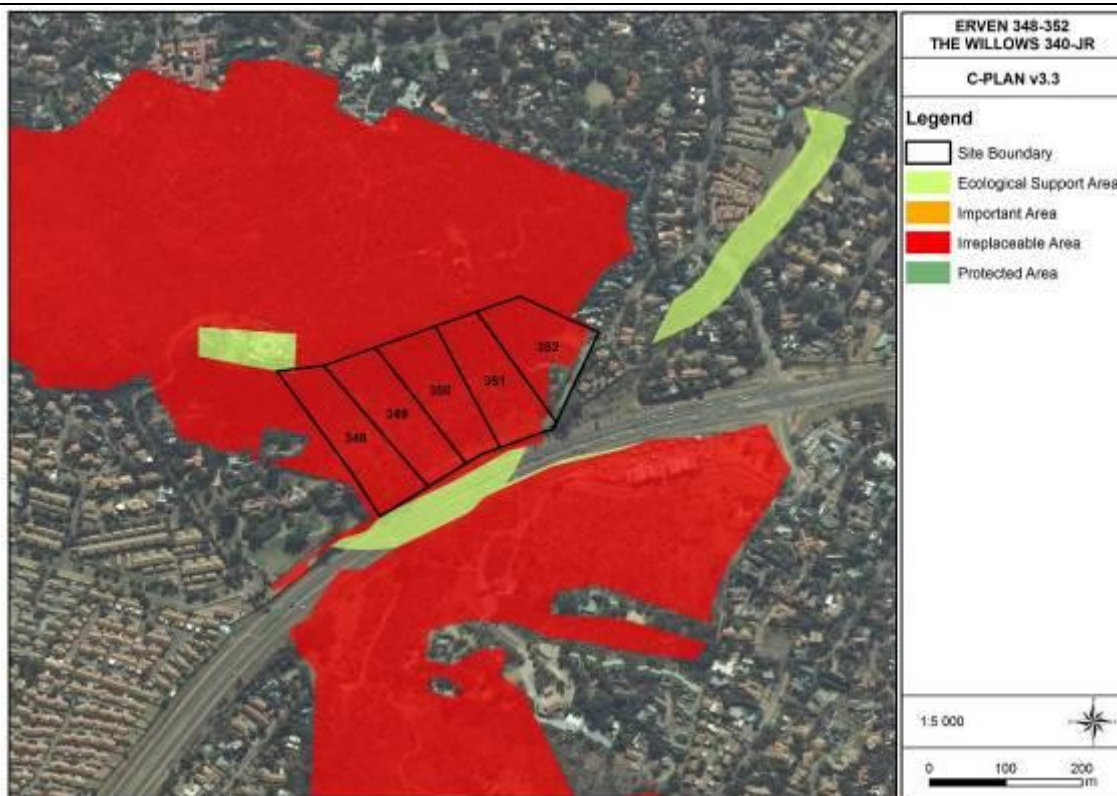 ERVEN 348-352
THE WILLOWS 340-JR
C-PLAN v3.3
Legend
Site Boundary
Ecological Support Area
Important Area
Irreplaceable Area
Protected Area
352
351
350
349
348
1:5 000
0 100 200
m